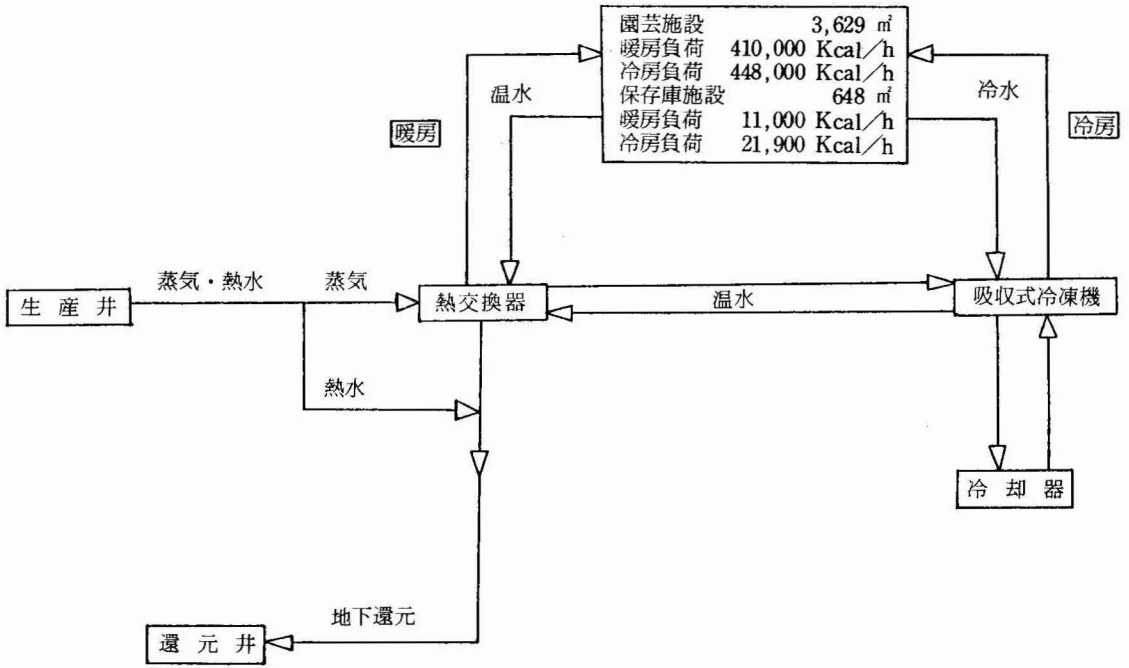 園芸施設 3,629 ㎡
暖房負荷 410,000 Kcal/h
冷房負荷 448,000 Kcal/h
保存庫施設 648 ㎡
暖房負荷 11,000 Kcal/h
冷房負荷 21,900 Kcal/h
温水
冷水
暖房
冷房
蒸気・熱水
蒸気
生産井
熱交換器
温水
吸収式冷凍機
熱水
冷却器
地下還元
還元井